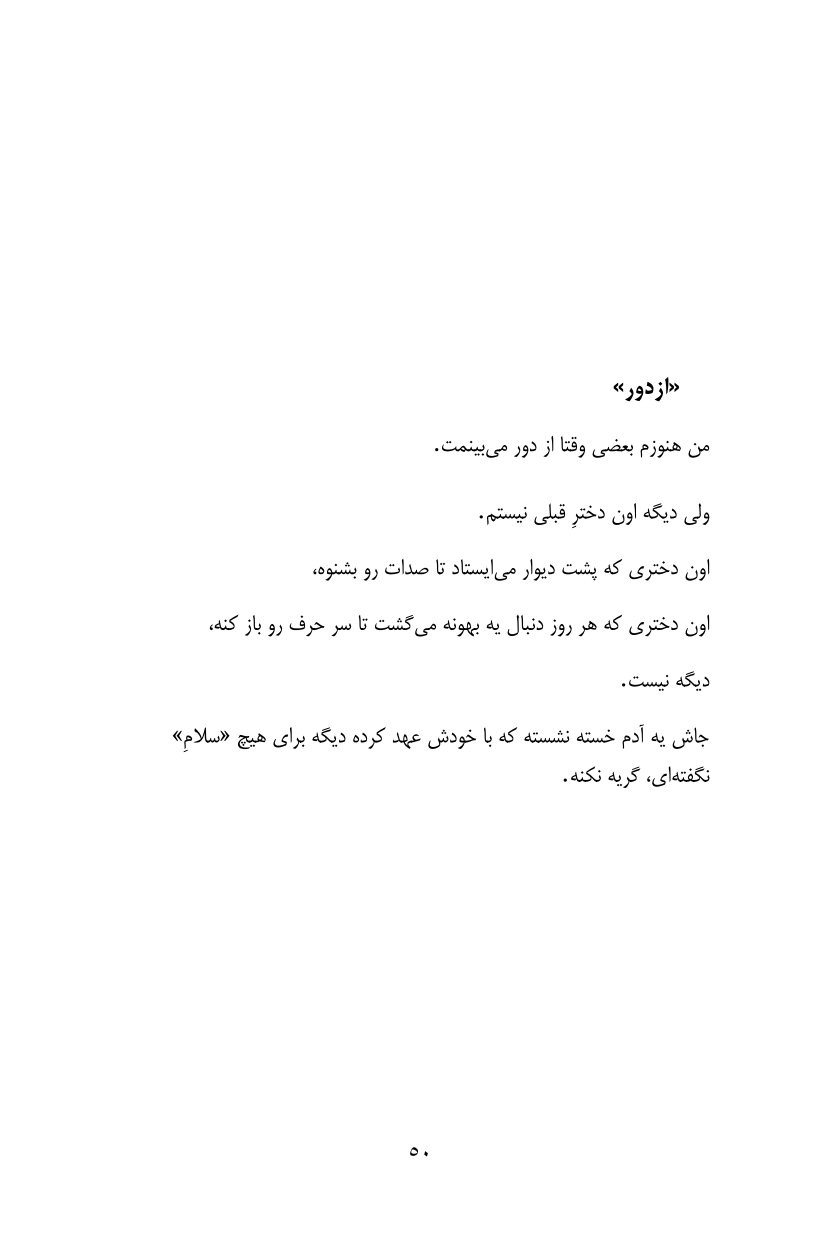 «ازدور»
من هنوزم بعضی وقتا از دور می‌بینمت.
ولی دیگه اون دخترِ قبلی نیستم.
اون دختری که پشت دیوار می‌ایستاد تا صدات رو بشنوه،
اون دختری که هر روز دنبال یه بهونه می‌گشت تا سر حرف رو باز کنه،
دیگه نیست.
جاش یه آدم خسته نشسته که با خودش عهد کرده دیگه برای هیچ «سلامِ»
نگفته‌ای، گریه نکنه.
۵۰